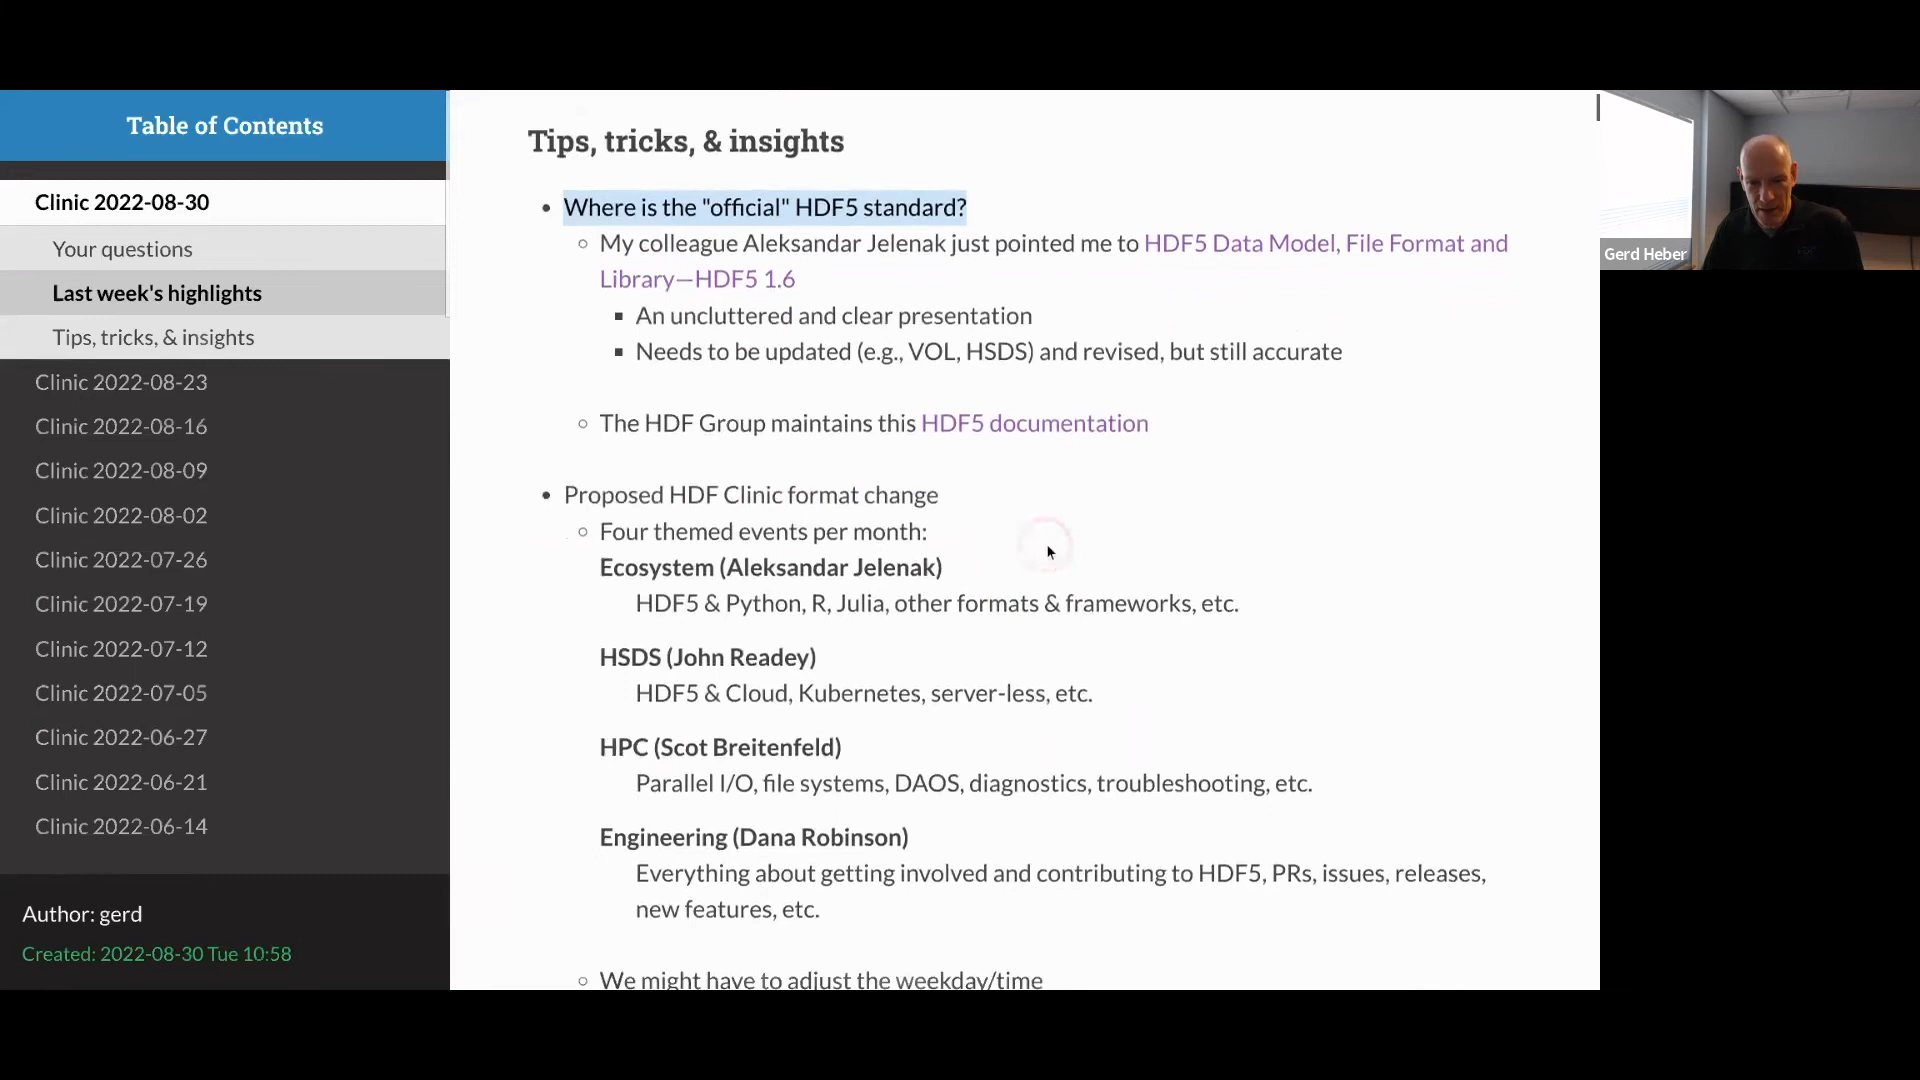 Table of Contents
Clinic 2022-08-30
Your questions
Last week's highlights
Tips, tricks, & insights
Clinic 2022-08-23
Clinic 2022-08-16
Clinic 2022-08-09
Clinic 2022-08-02
Clinic 2022-07-26
Clinic 2022-07-19
Clinic 2022-07-12
Clinic 2022-07-05
Clinic 2022-06-27
Clinic 2022-06-21
Clinic 2022-06-14
Author: gerd
Created: 2022-08-30 Tue 10:58
Tips, tricks, & insights
Where is the "official" HDF5 standard?
My colleague Aleksandar Jelenak just pointed me to HDF5 Data Model, File Format and
Library—HDF5 1.6
An uncluttered and clear presentation
Needs to be updated (e.g., VOL, HSDS) and revised, but still accurate
The HDF Group maintains this HDF5 documentation
Proposed HDF Clinic format change
Four themed events per month:
Ecosystem (Aleksandar Jelenak)
HDF5 & Python, R, Julia, other formats & frameworks, etc.
HSDS (John Readey)
HDF5 & Cloud, Kubernetes, server-less, etc.
HPC (Scot Breitenfeld)
Parallel I/O, file systems, DAOS, diagnostics, troubleshooting, etc.
Engineering (Dana Robinson)
Everything about getting involved and contributing to HDF5, PRs, issues, releases,
new features, etc.
We might have to adjust the weekday/time
Gerd Heber